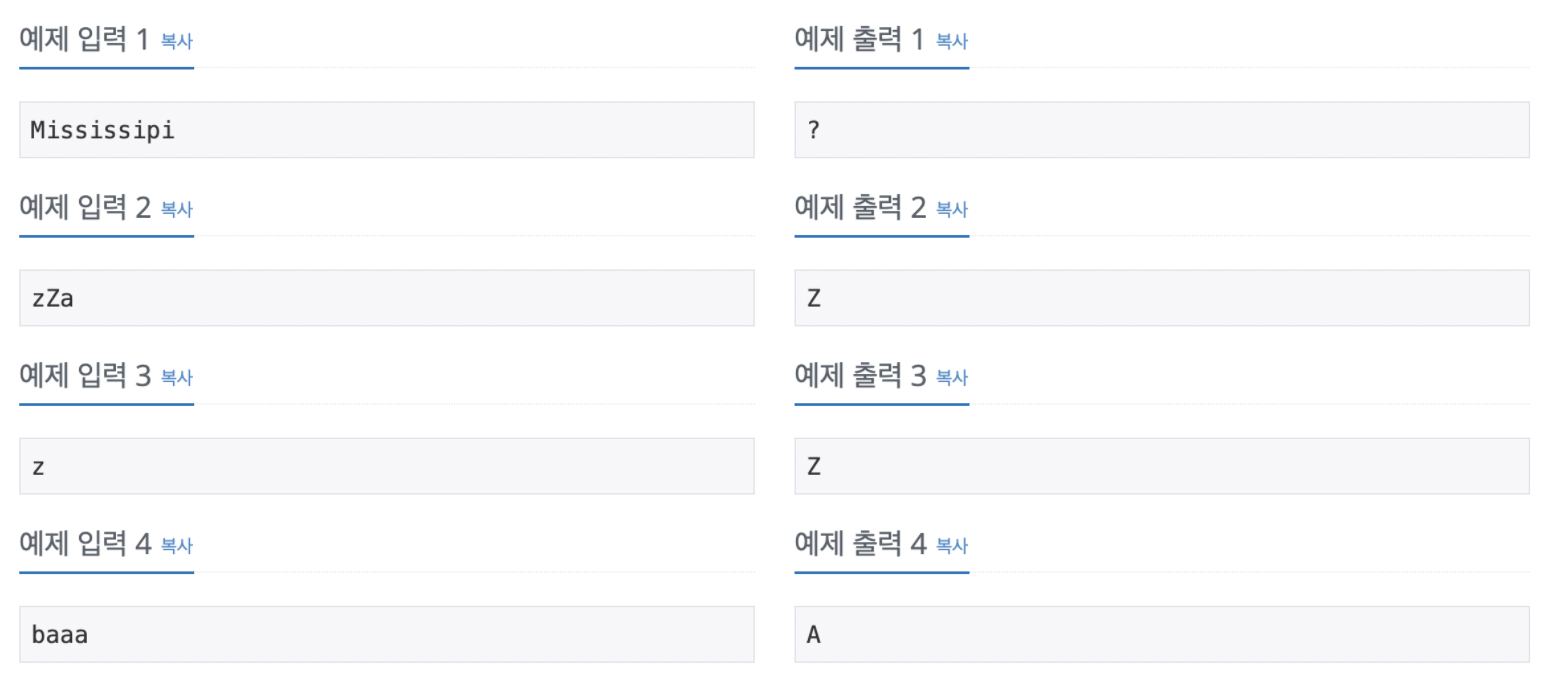 예제 입력 1 복사
예제 출력 1 복사
Mississipi
?
예제 입력 2 복사
예제 출력 2 복사
zZa
Z
예제 입력 3 복사
예제 출력 3 복사
z
Z
예제 입력 4 복사
예제 출력 4 복사
baaa
A